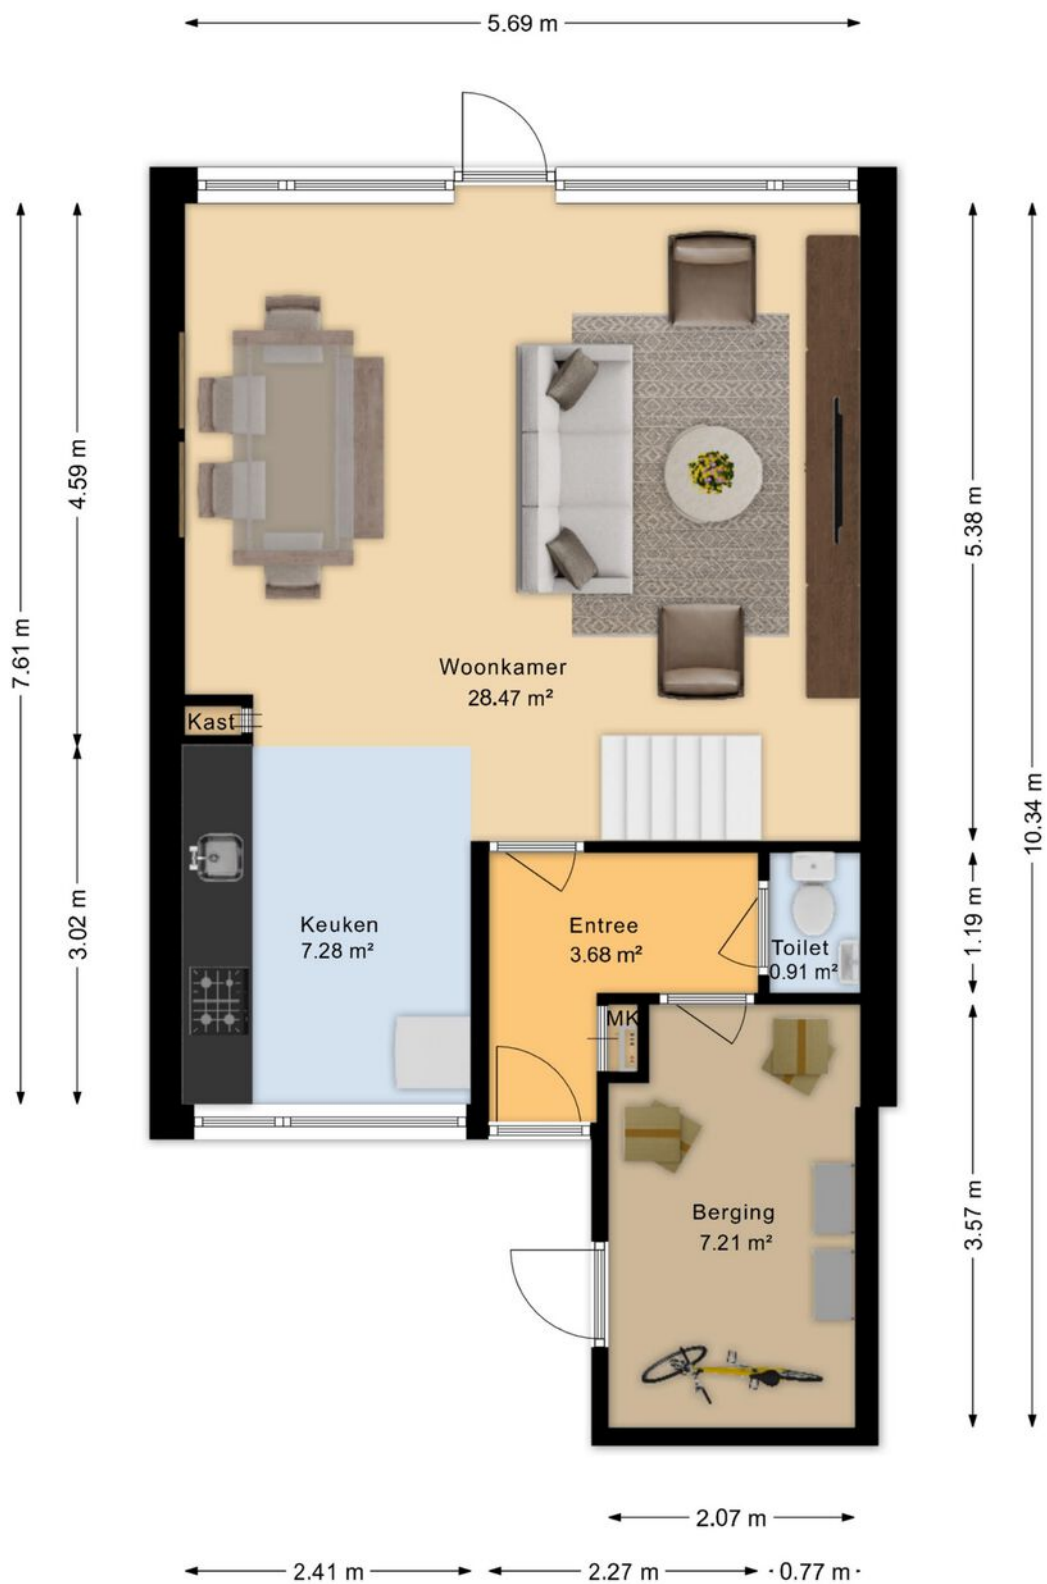 5.69 m
7.61 m
4.59 m
3.02 m
5.38 m
10.34 m
1.19 m
3.57 m
Woonkamer
28.47 m²
Kast
Keuken
7.28 m²
Entree
3.68 m²
Toilet
0.91 m²
MK
Berging
7.21 m²
2.07 m
2.41 m
2.27 m
0.77 m